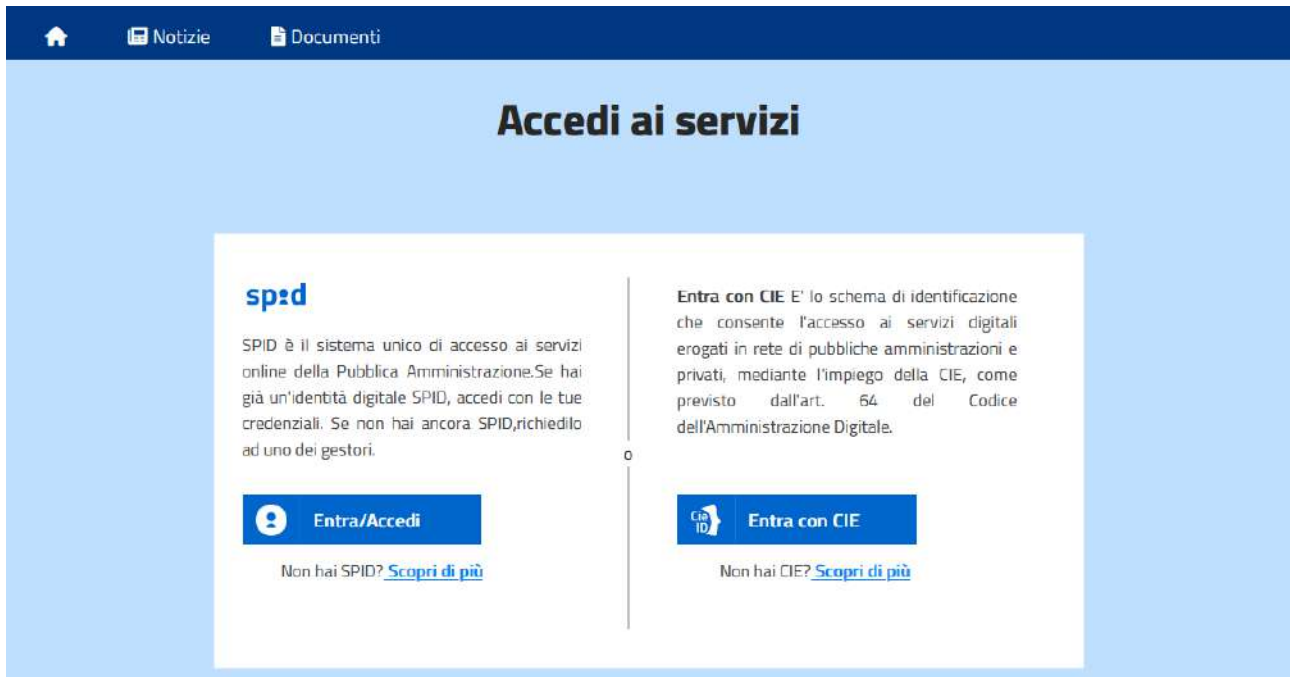 Notizie
Documenti
Accedi ai servizi
spid
SPID è il sistema unico di accesso ai servizi
online della Pubblica Amministrazione.Se hai
già un'identità digitale SPID, accedi con le tue
credenziali. Se non hai ancora SPID,richiedilo
ad uno dei gestori.
Entra/Accedi
Non hai SPID? Scopri di più
o
Entra con CIE E' lo schema di identificazione
che consente l'accesso ai servizi digitali
erogati in rete di pubbliche amministrazioni e
privati, mediante l'impiego della CIE, come
previsto dall'art. 64 del Codice
dell'Amministrazione Digitale.
Cie
ID
Entra con CIE
Non hai CIE? Scopri di più